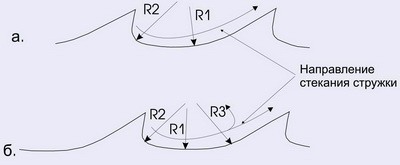 а.
R2
R1
Направление
стекания стружки
б.
R2
R1
R3